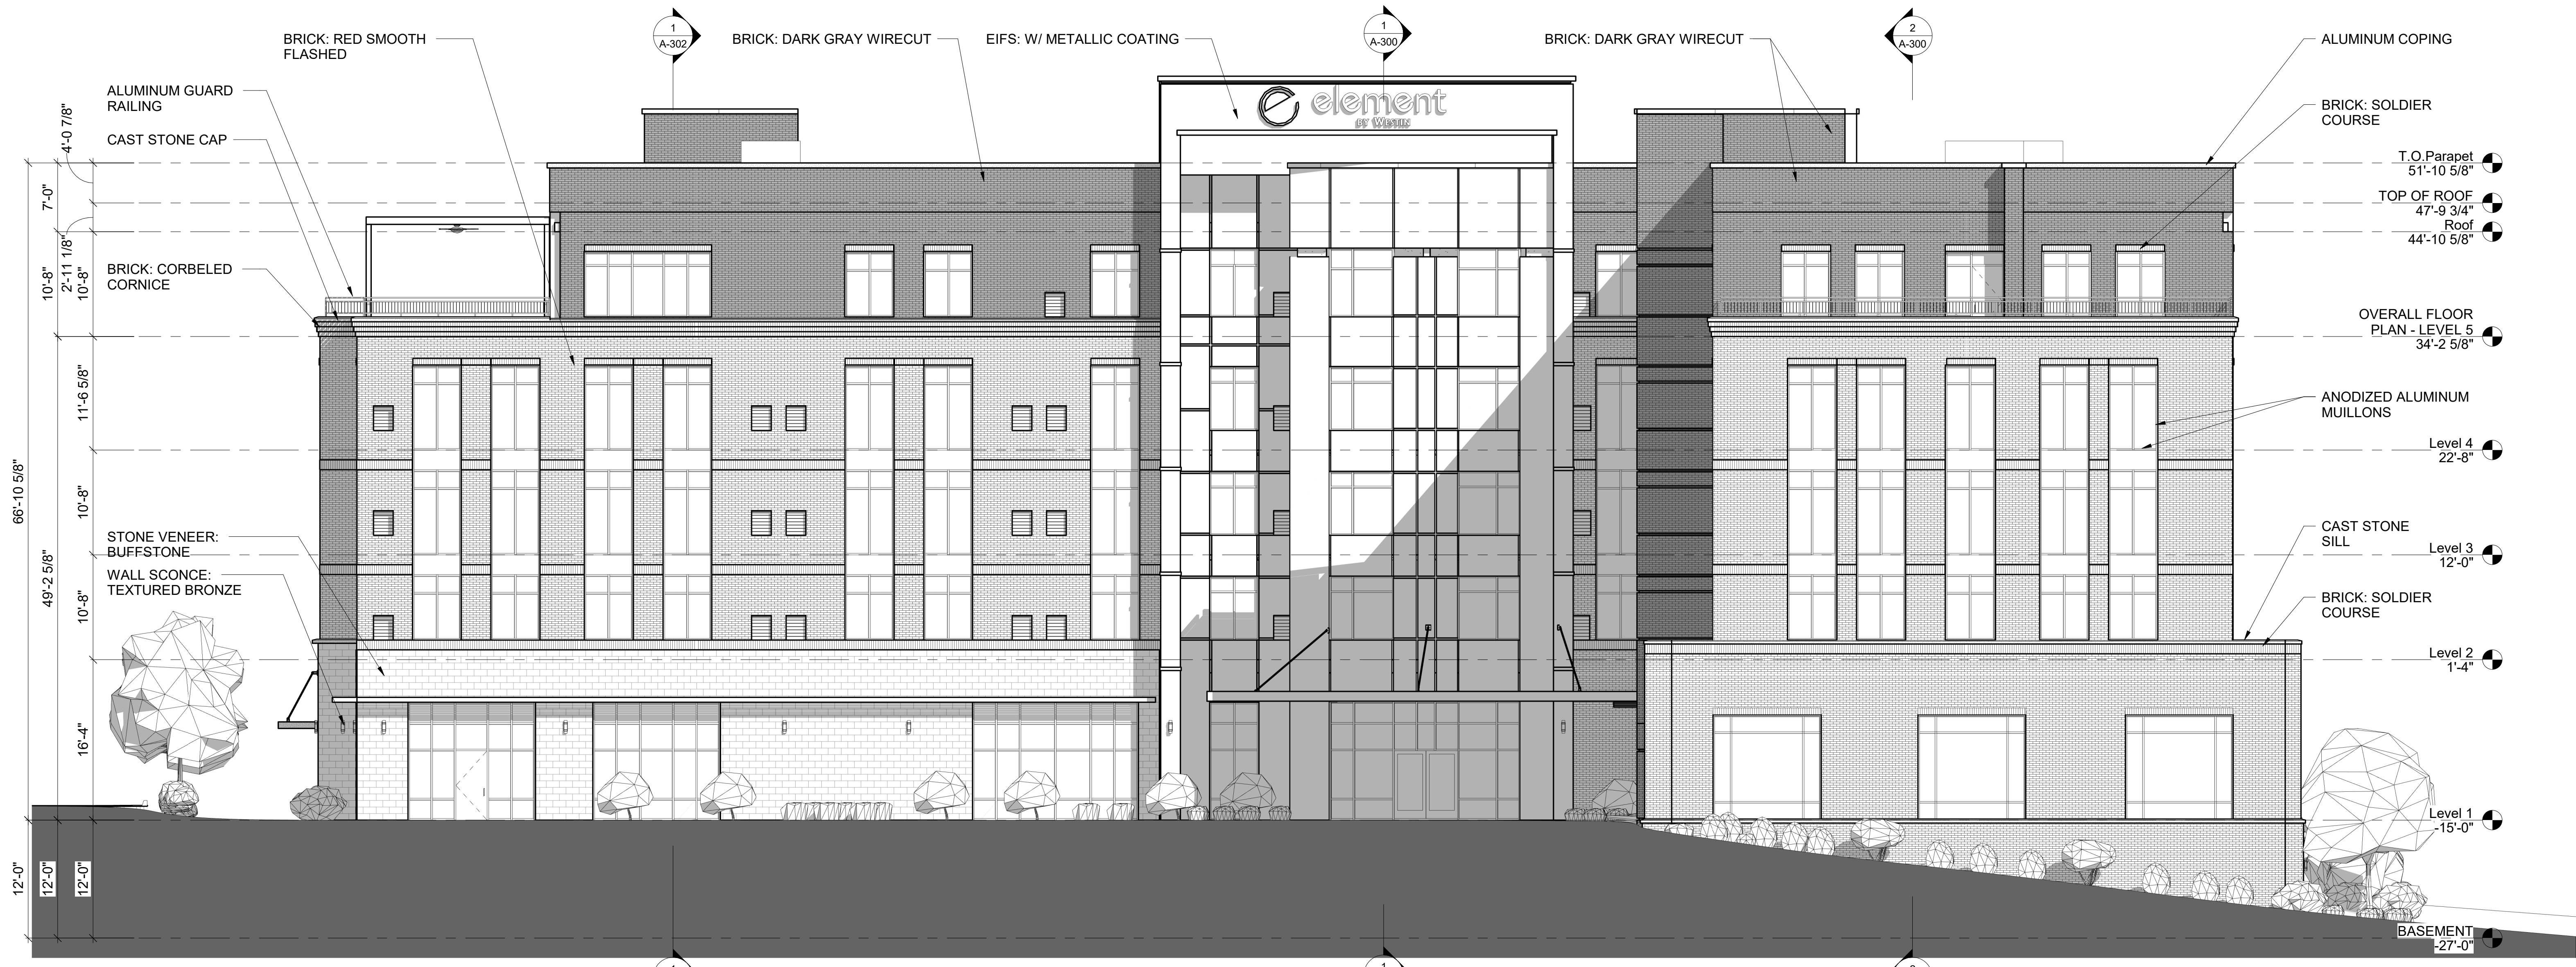 1
A-302
1
A-300
2
A-300
BRICK: RED SMOOTH
FLASHED
BRICK: DARK GRAY WIRECUT
EIFS: W/ METALLIC COATING
BRICK: DARK GRAY WIRECUT
ALUMINUM COPING
ALUMINUM GUARD
RAILING
CAST STONE CAP
BRICK: CORBELED
CORNICE
STONE VENEER:
BUFFSTONE
WALL SCONCE:
TEXTURED BRONZE
element
BY WESTIN
BRICK: SOLDIER
COURSE
T.O.Parapet
51'-10 5/8"
TOP OF ROOF
47'-9 3/4"
Roof
44'-10 5/8"
OVERALL FLOOR
PLAN - LEVEL 5
34'-2 5/8"
ANODIZED ALUMINUM
MUILLONS
Level 4
22'-8"
CAST STONE
SILL
Level 3
12'-0"
BRICK: SOLDIER
COURSE
Level 2
1'-4"
Level 1
-15'-0"
BASEMENT
-27'-0"
66'-10 5/8"
12'-0"
7'-0"
10'-8"
49'-2 5/8"
12'-0"
4'-0 7/8"
2'-11 1/8"
10'-8"
11'-6 5/8"
10'-8"
10'-8"
16'-4"
12'-0"